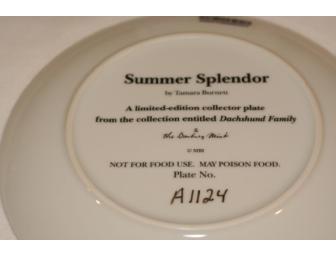 Summer Splendor
by Tamara Burnett
A limited-edition collector plate
from the collection entitled Dachshund Family
The Danbury Mint
© MBI
NOT FOR FOOD USE. MAY POISON FOOD.
Plate No.
A1124